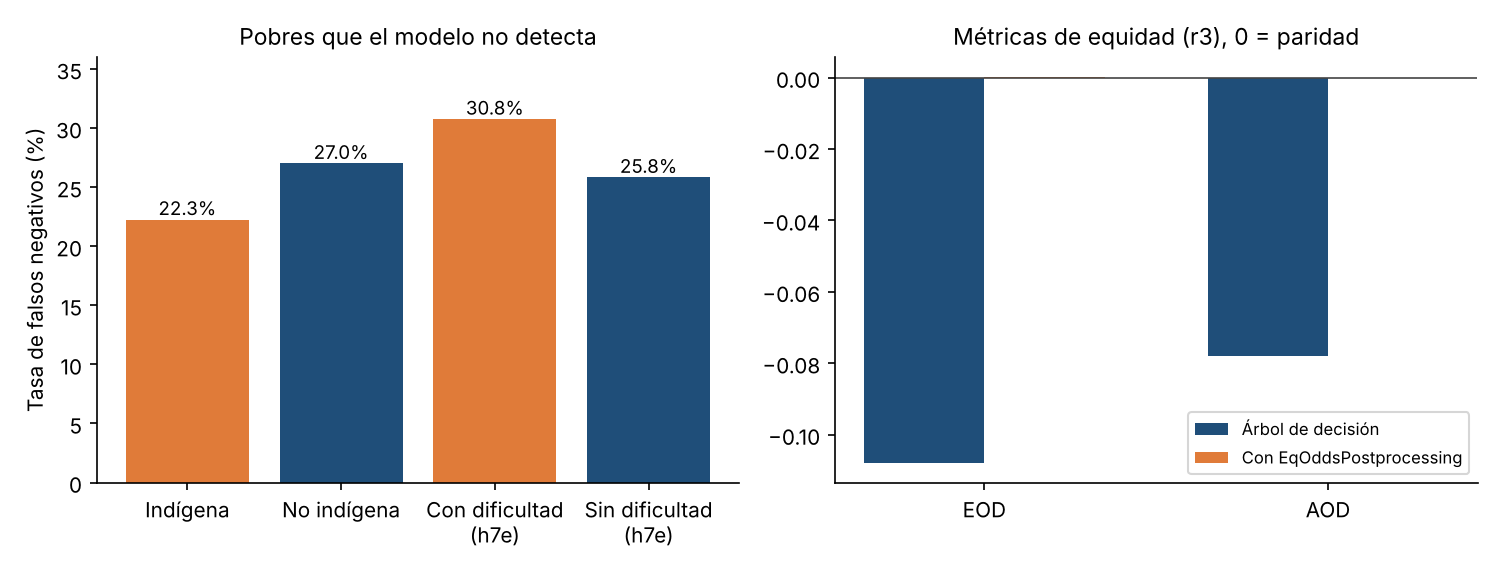 Pobres que el modelo no detecta
Tasa de falsos negativos (%)
35
30
25
20
15
10
5
0
22.3%
27.0%
30.8%
25.8%
Indígena
No indígena
Con dificultad
(h7e)
Sin dificultad
(h7e)
Métricas de equidad (r3), 0 = paridad
0.00
−0.02
−0.04
−0.06
−0.08
−0.10
EOD
AOD
Árbol de decisión
Con EqOddsPostprocessing